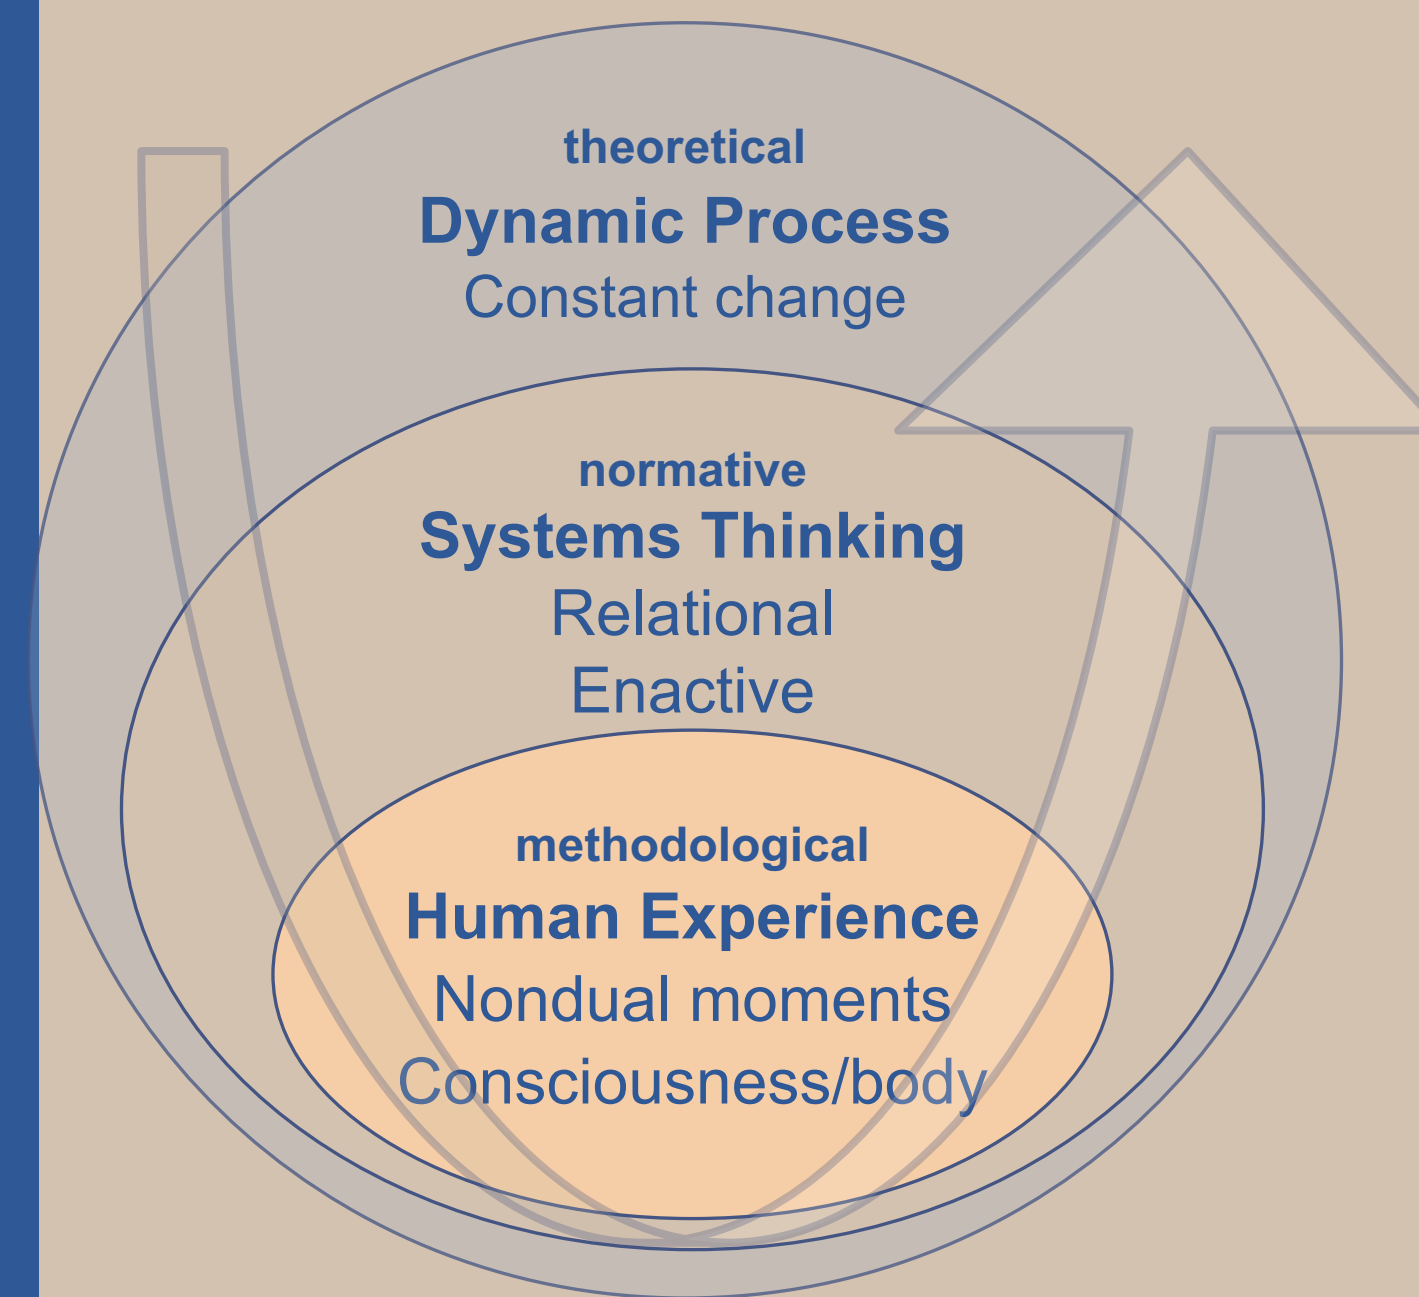 theoretical
Dynamic Process
Constant change
normative
Systems Thinking
Relational
Enactive
methodological
Human Experience
Nondual moments
Consciousness/body